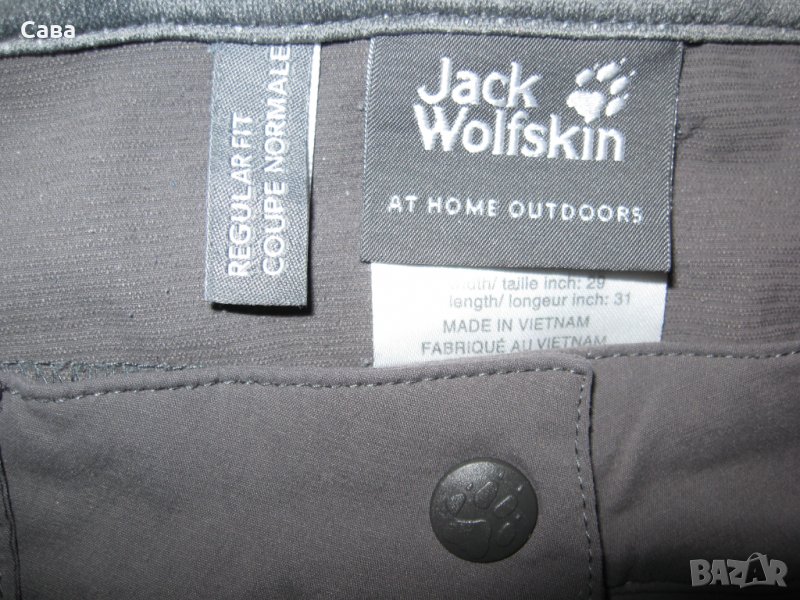 Сава
REGULAR FIT
COUPE NORMALE
Jack
Wolfskin
AT HOME OUTDOORS
taille inch: 29
length/ longeur inch: 31
MADE IN VIETNAM
FABRIQUÉ AU VIETNAM
BAZAR